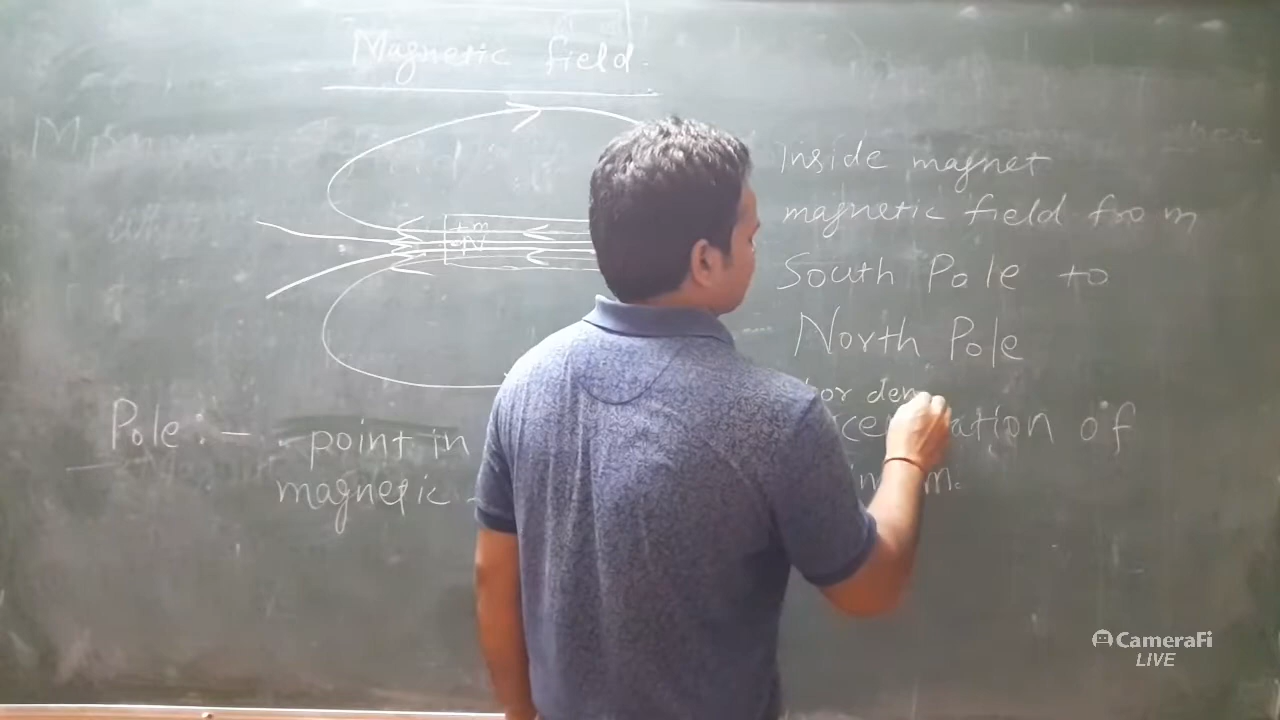 Magnetic field.
Inside magnet
magnetic field from
South Pole to
North Pole
+m
N
or den
Pole : - point in
ation of
magnetic
m.
CameraFi
LIVE